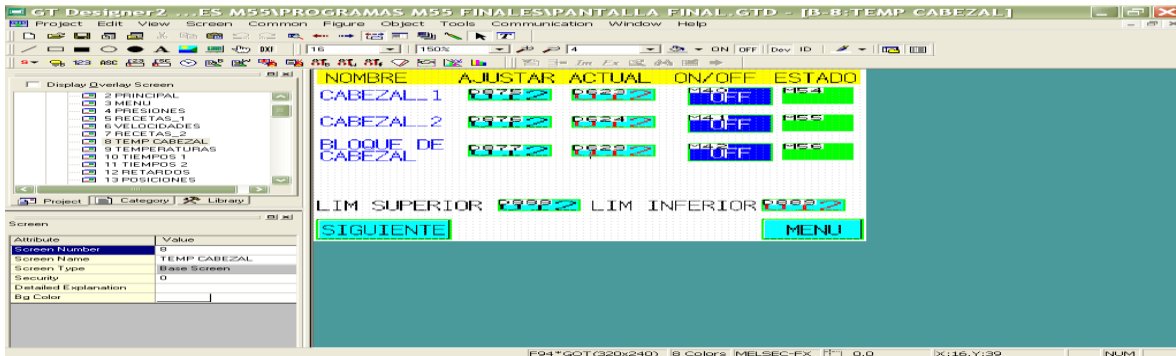 GT Designer2 ...ES M55\PROGRAMAS M55 FINALES\PANTALLA FINAL.GTD - [B-8:TEMP CABEZAL]
Project Edit View Screen Common Figure Object Tools Communication Window Help
DXF 16 150% 4 ON OFF Dev ID
123 ASC
Display Overlay Screen
2 PRINCIPAL
3 MENU
4 PRESIONES
5 RECETAS_1
6 VELOCIDADES
7 RECETAS_2
8 TEMP CABEZAL
9 TEMPERATURAS
10 TIEMPOS 1
11 TIEMPOS 2
12 RETARDOS
13 POSICIONES
Project Category Library
Screen
Attribute Value
Screen Number 8
Screen Name TEMP CABEZAL
Screen Type Base Screen
Security 0
Detailed Explanation
Bg Color
NOMBRE AJUSTAR ACTUAL ON/OFF ESTADO
CABEZAL_1 OFF M54
CABEZAL_2 OFF M55
BLOQUE DE CABEZAL OFF M56
LIM SUPERIOR LIM INFERIOR
SIGUIENTE MENU
F94*GOT(320x240) 8 Colors MELSEC-FX 0.0 X:16,Y:39 NUM